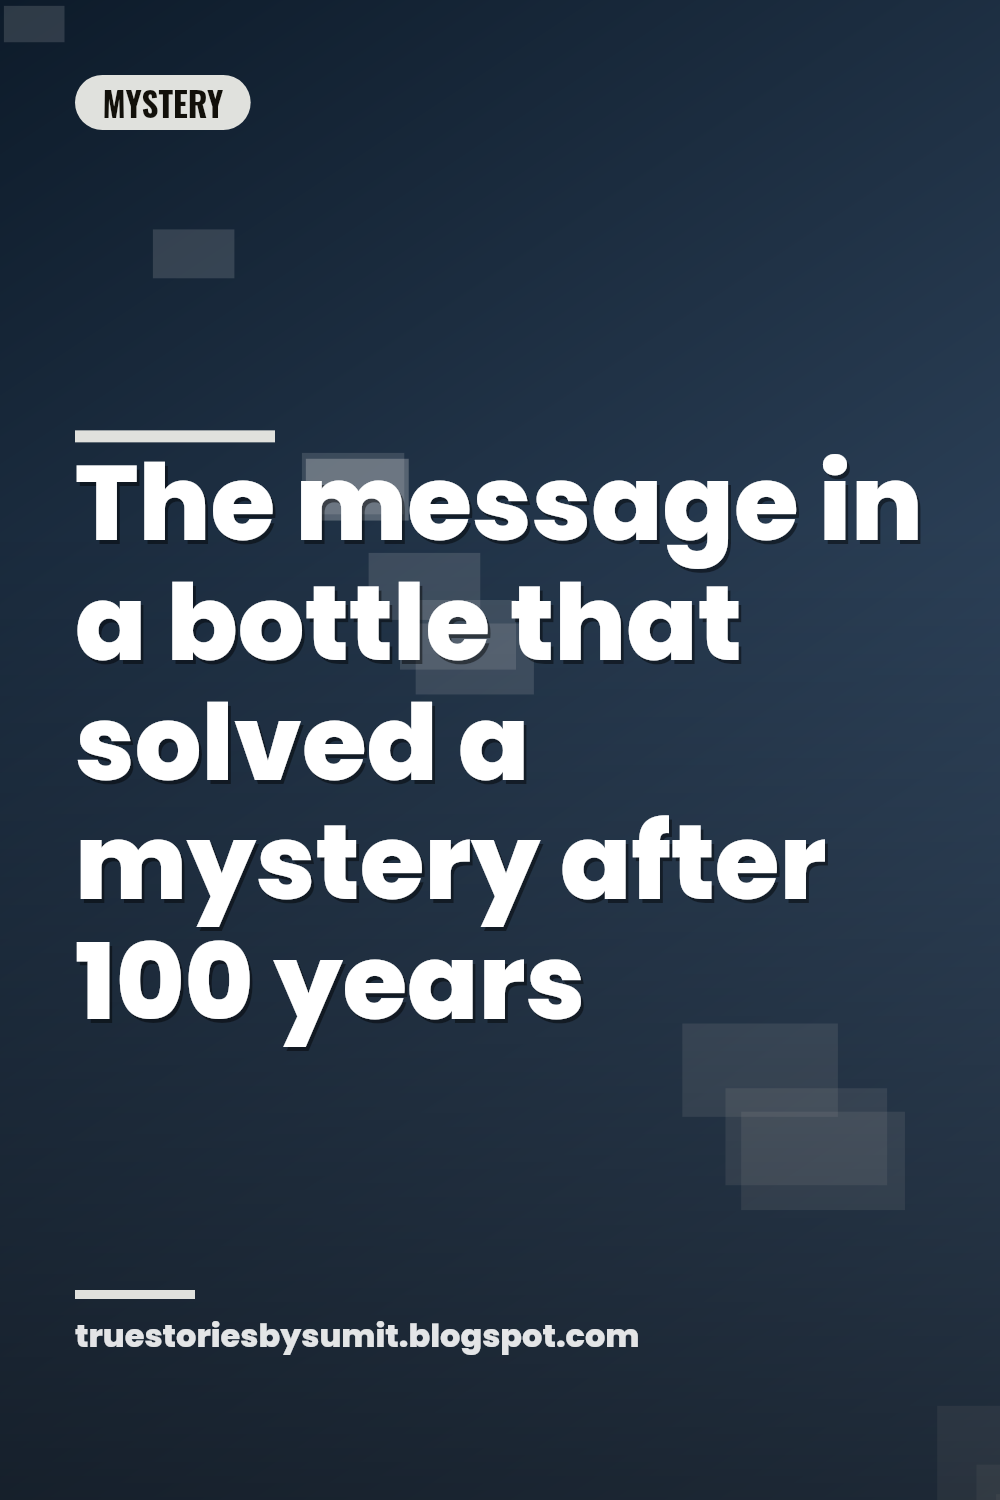 MYSTERY
The message in
a bottle that
solved a
mystery after
100 years
truestoriesbysumit.blogspot.com